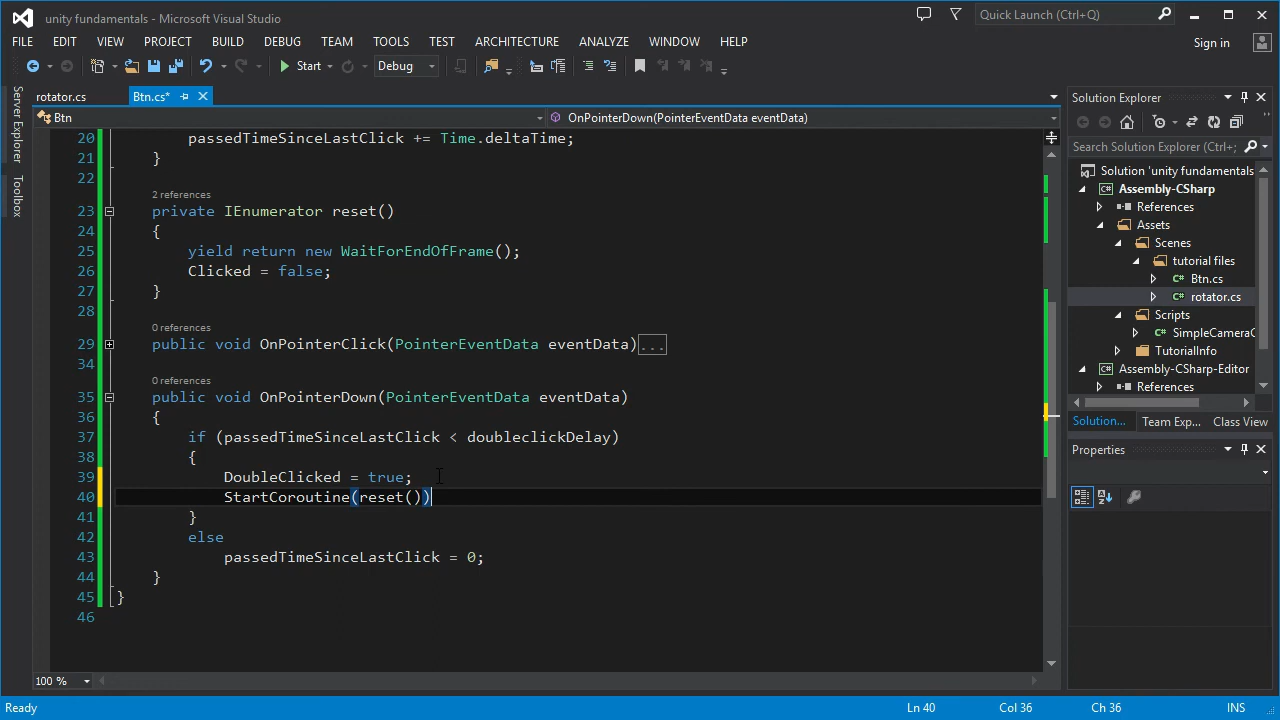 unity fundamentals - Microsoft Visual Studio
Quick Launch (Ctrl+Q)
FILE EDIT VIEW PROJECT BUILD DEBUG TEAM TOOLS TEST ARCHITECTURE ANALYZE WINDOW HELP
Sign in
Start Debug
Server Explorer
Toolbox
rotator.cs Btn.cs*
Btn OnPointerDown(PointerEventData eventData)
20 passedTimeSinceLastClick += Time.deltaTime;
21 }
22
2 references
23 private IEnumerator reset()
24 {
25 yield return new WaitForEndOfFrame();
26 Clicked = false;
27 }
28
0 references
29 public void OnPointerClick(PointerEventData eventData)...
34
0 references
35 public void OnPointerDown(PointerEventData eventData)
36 {
37 if (passedTimeSinceLastClick < doubleclickDelay)
38 {
39 DoubleClicked = true;
40 StartCoroutine(reset())
41 }
42 else
43 passedTimeSinceLastClick = 0;
44 }
45 }
46
100 %
Solution Explorer
Search Solution Explorer (Ctrl+;
Solution 'unity fundamentals
Assembly-CSharp
References
Assets
Scenes
tutorial files
C# Btn.cs
C# rotator.cs
Scripts
C# SimpleCameraC
TutorialInfo
Assembly-CSharp-Editor
References
Solution... Team Exp... Class View
Properties
Ready Ln 40 Col 36 Ch 36 INS